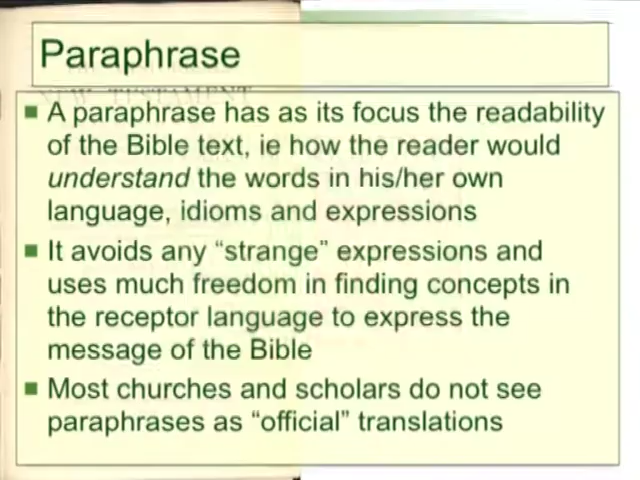 Paraphrase
NEW TESTAMENT
■ A paraphrase has as its focus the readability
of the Bible text, ie how the reader would
understand the words in his/her own
language, idioms and expressions
■ It avoids any “strange” expressions and
uses much freedom in finding concepts in
the receptor language to express the
message of the Bible
■ Most churches and scholars do not see
paraphrases as “official” translations